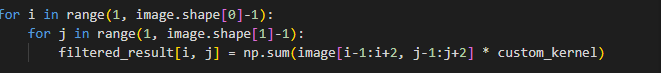 for i in range(1, image.shape[0]-1):
    for j in range(1, image.shape[1]-1):
        filtered_result[i, j] = np.sum(image[i-1:i+2, j-1:j+2] * custom_kernel)